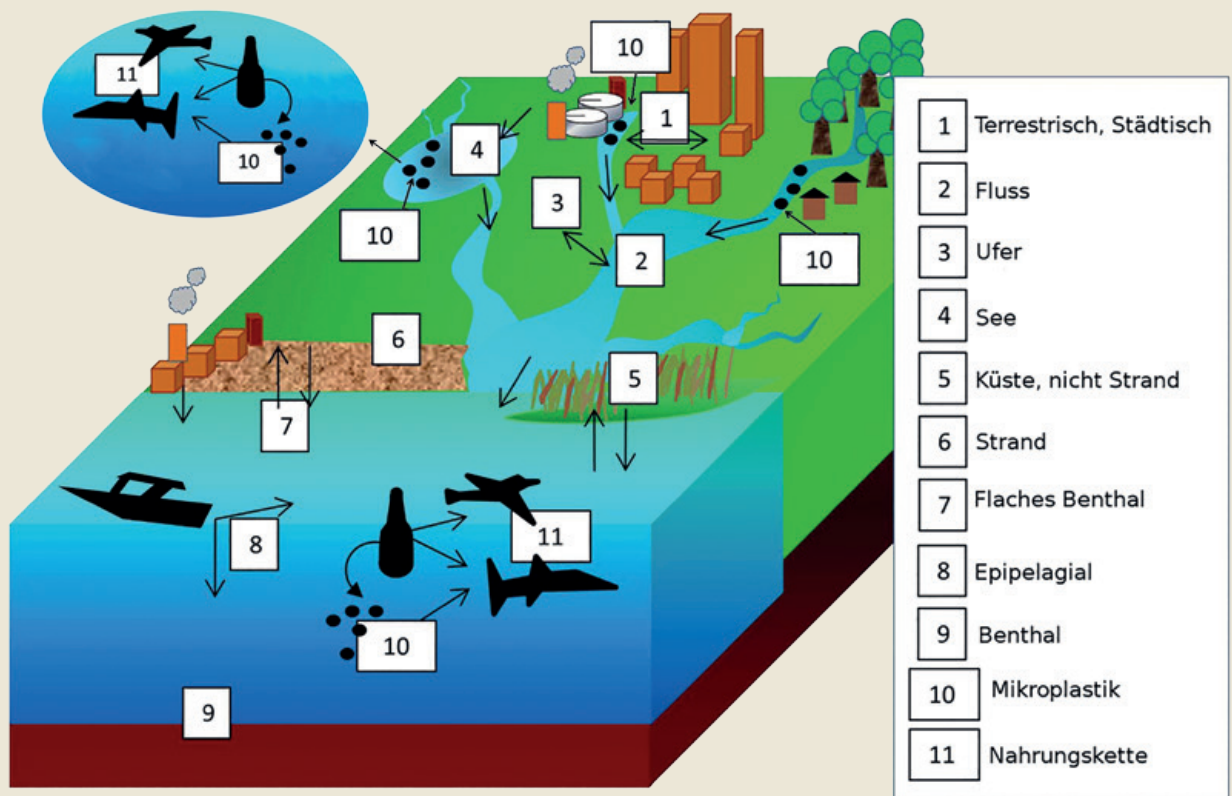 10
11
1
4
10
3
10
2
10
6
5
7
11
8
10
9
1 Terrestrisch, Städtisch
2 Fluss
3 Ufer
4 See
5 Küste, nicht Strand
6 Strand
7 Flaches Benthal
8 Epipelagial
9 Benthal
10 Mikroplastik
11 Nahrungskette